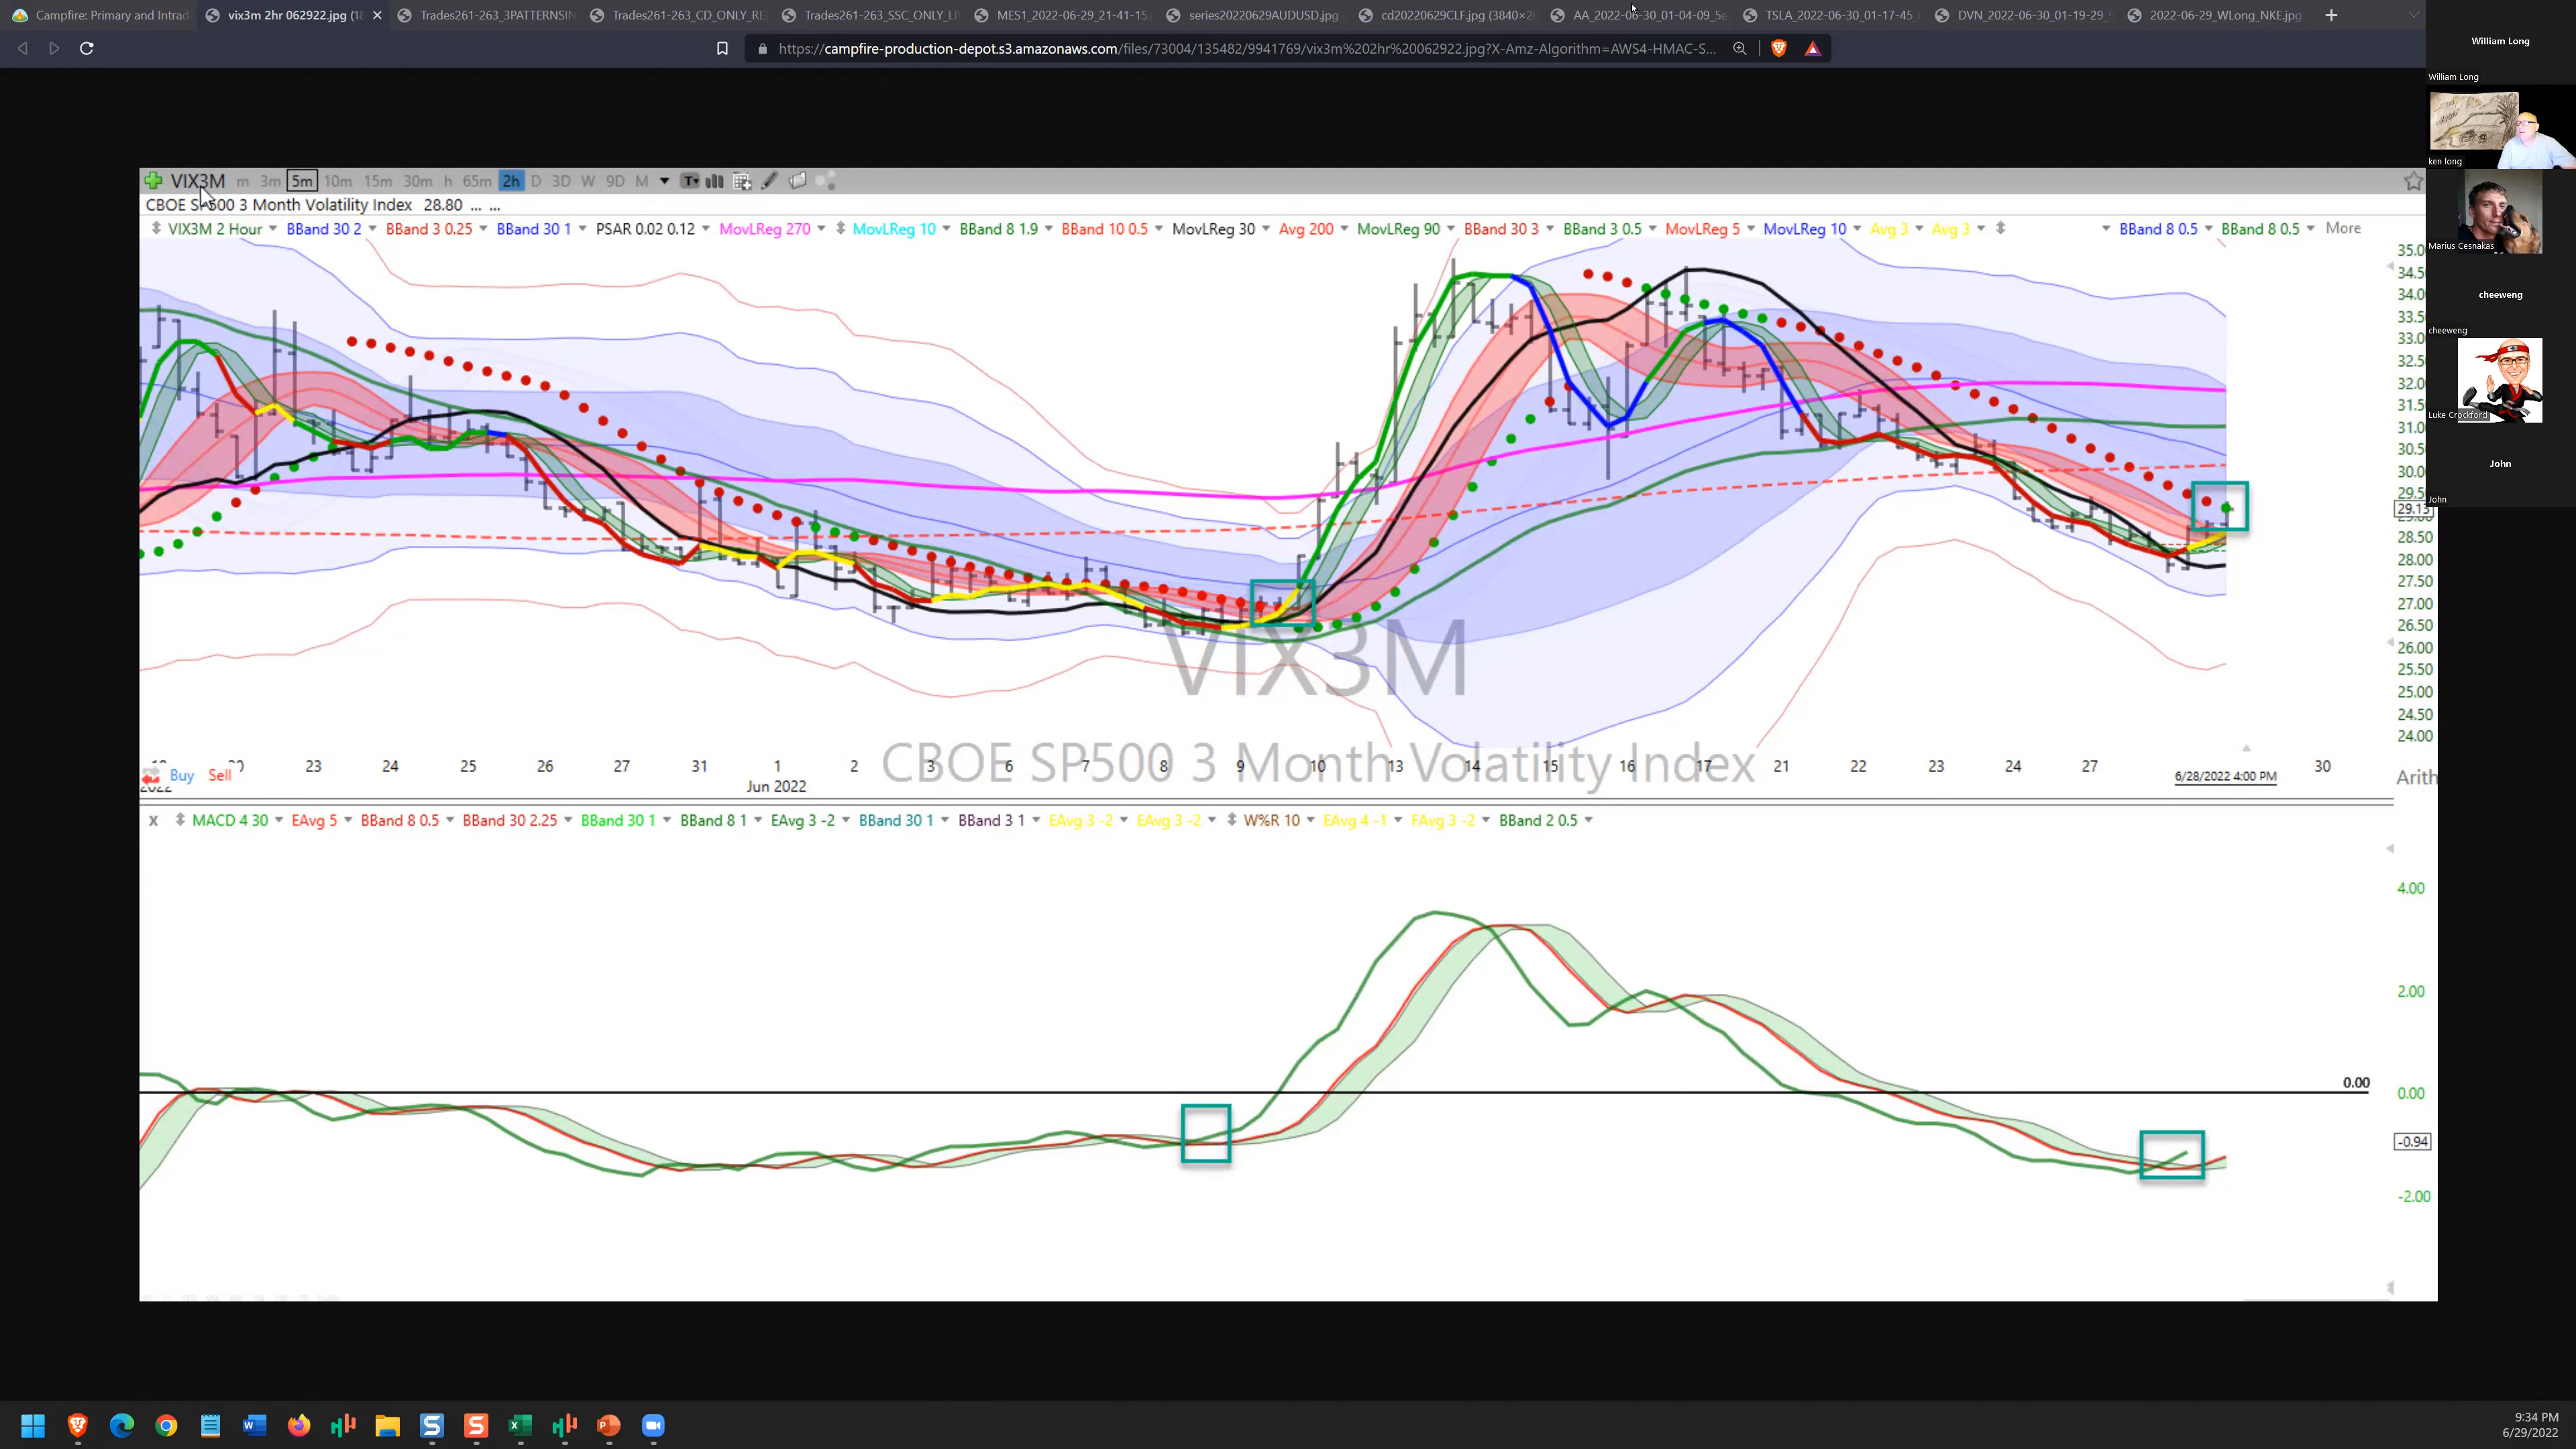 Campfire: Primary and Intrad
vix3m 2hr 062922.jpg (1
Trades261-263_3PATTERNSIN
Trades261-263_CD_ONLY_RE
Trades261-263_SSC_ONLY_L
MES1_2022-06-29_21-41-15
series20220629AUDUSD.jpg
cd20220629CLF.jpg (3840×2
AA_2022-06-30_01-04-09_5
TSLA_2022-06-30_01-17-45_
DVN_2022-06-30_01-19-29_
2022-06-29_WLong_NKE.jpg
https://campfire-production-depot.s3.amazonaws.com/files/73004/135482/9941769/vix3m%202hr%20062922.jpg?X-Amz-Algorithm=AWS4-HMAC-S...
William Long
William Long
ken long
Marius Cesnakas
cheeweng
cheeweng
Luke Crockford
John
John
VIX3M m 3m 5m 10m 15m 30m h 65m 2h D 3D W 9D M
CBOE SP500 3 Month Volatility Index 28.80 ... ...
VIX3M 2 Hour BBand 30 2 BBand 3 0.25 BBand 30 1 PSAR 0.02 0.12 MovLReg 270 MovLReg 10 BBand 8 1.9 BBand 10 0.5 MovLReg 30 Avg 200 MovLReg 90 BBand 30 3 BBand 3 0.5 MovLReg 5 MovLReg 10 Avg 3 Avg 3 BBand 8 0.5 BBand 8 0.5 More
35.0
34.5
34.0
33.5
33.0
32.5
32.0
31.5
31.0
30.5
30.0
29.5
29.13
28.50
28.00
27.50
27.00
26.50
26.00
25.50
25.00
24.50
24.00
VIX3M
CBOE SP500 3 Month Volatility Index
23 24 25 26 27 31 1 2 3 6 7 8 9 10 13 14 15 16 17 21 22 23 24 27 30
Buy Sell
2022
Jun 2022
6/28/2022 4:00 PM
Arith
x MACD 4 30 EAvg 5 BBand 8 0.5 BBand 30 2.25 BBand 30 1 BBand 8 1 EAvg 3 -2 BBand 30 1 BBand 3 1 EAvg 3 -2 EAvg 3 -2 W%R 10 EAvg 4 -1 FAvg 3 -2 BBand 2 0.5
4.00
2.00
0.00
0.00
-0.94
-2.00
9:34 PM
6/29/2022